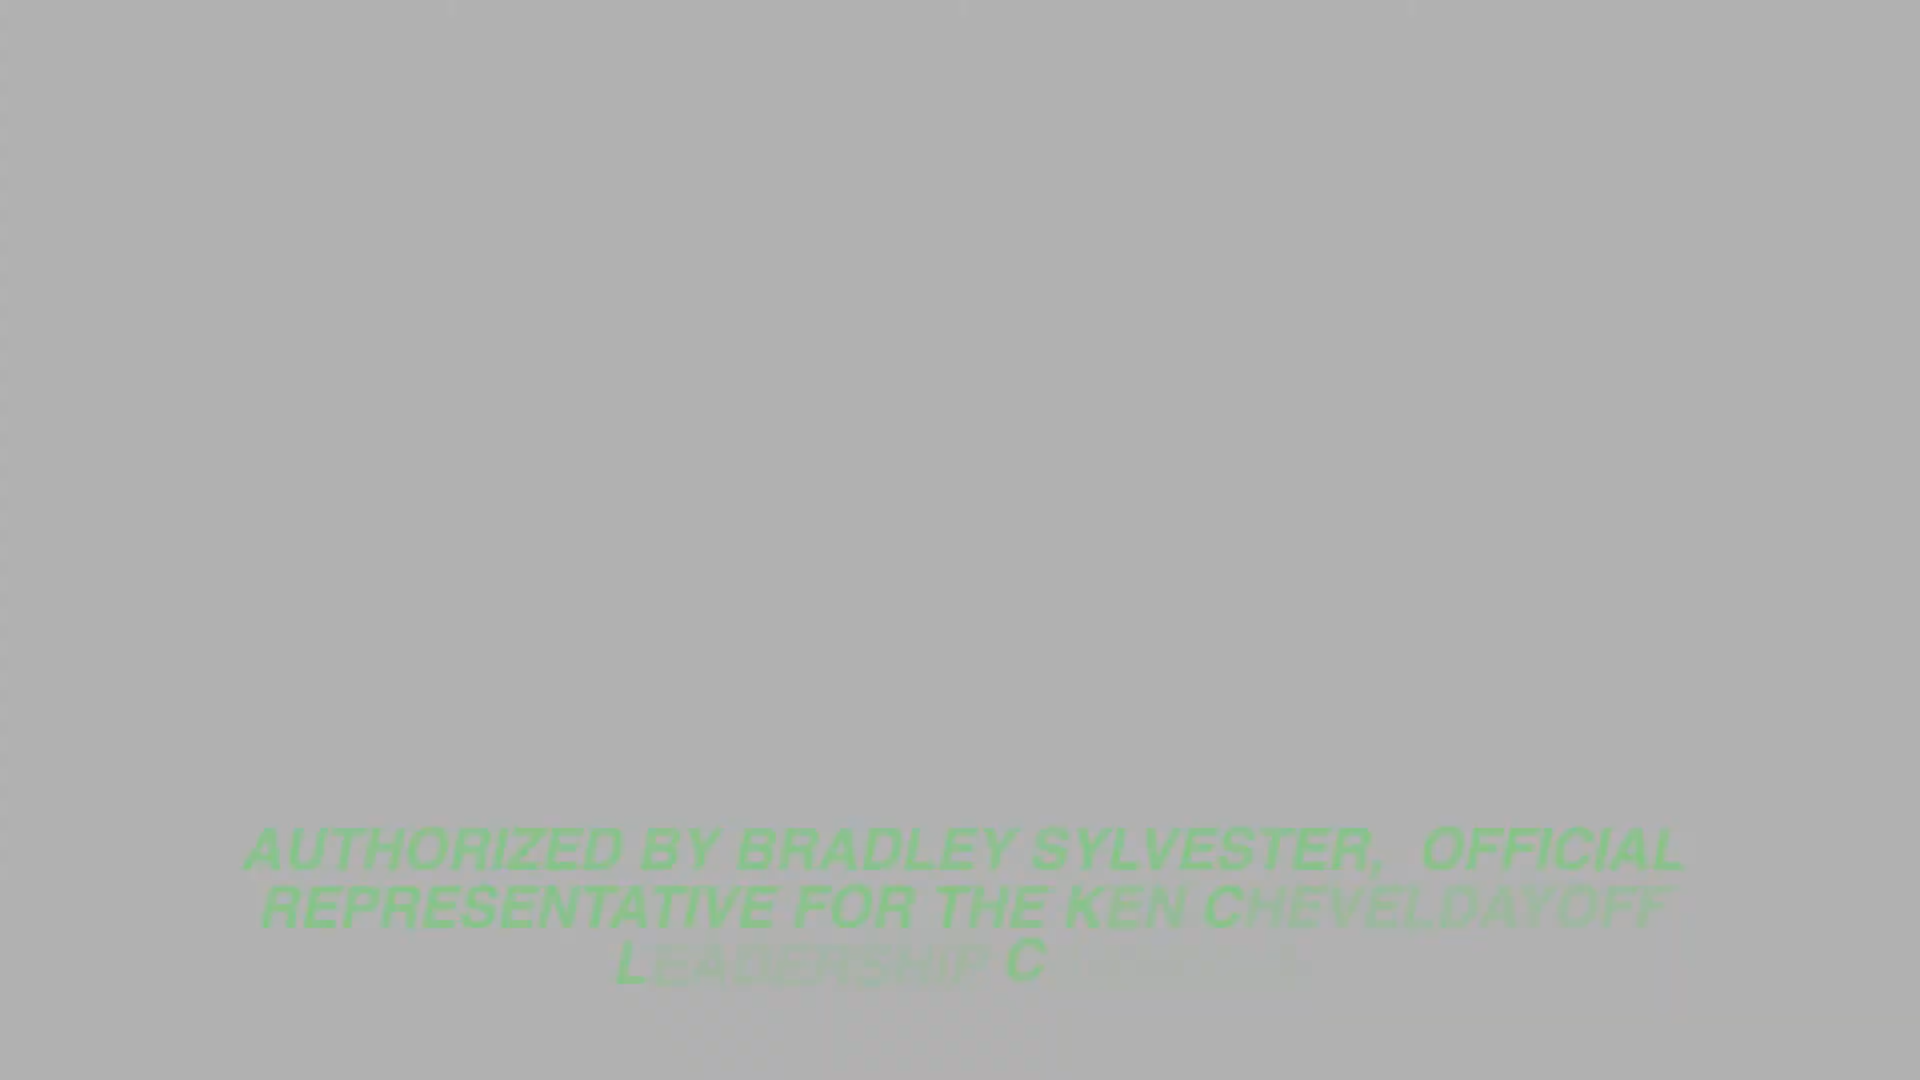 AUTHORIZED BY BRADLEY SYLVESTER, OFFICIAL
REPRESENTATIVE FOR THE KEN CHEVELDAYOFF
LEADERSHIP